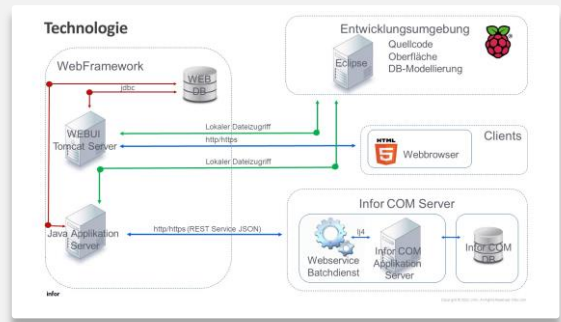 Technologie
WebFramework
WEB
DB
jdbc
WEBUI
Tomcat Server
Java Applikation
Server
Entwicklungsumgebung
Eclipse
Quellcode
Oberfläche
DB-Modellierung
Lokaler Dateizugriff
http/https
Lokaler Dateizugriff
Clients
HTML
5
Webbrowser
http/https (REST Service JSON)
Infor COM Server
Webservice
Batchdienst
lj4
Infor COM
Applikation
Server
Infor COM
DB
infor